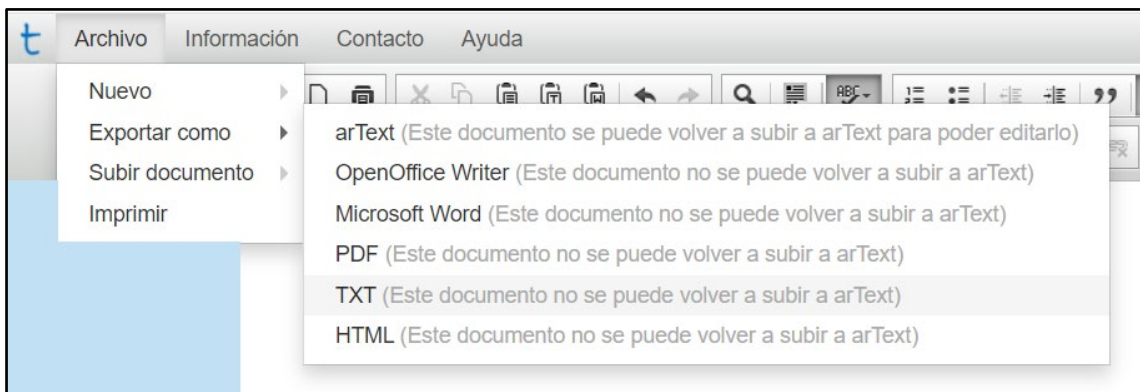 t Archivo Información Contacto Ayuda
Nuevo
Exportar como
Subir documento
Imprimir
ABC
arText (Este documento se puede volver a subir a arText para poder editarlo)
OpenOffice Writer (Este documento no se puede volver a subir a arText)
Microsoft Word (Este documento no se puede volver a subir a arText)
PDF (Este documento no se puede volver a subir a arText)
TXT (Este documento no se puede volver a subir a arText)
HTML (Este documento no se puede volver a subir a arText)